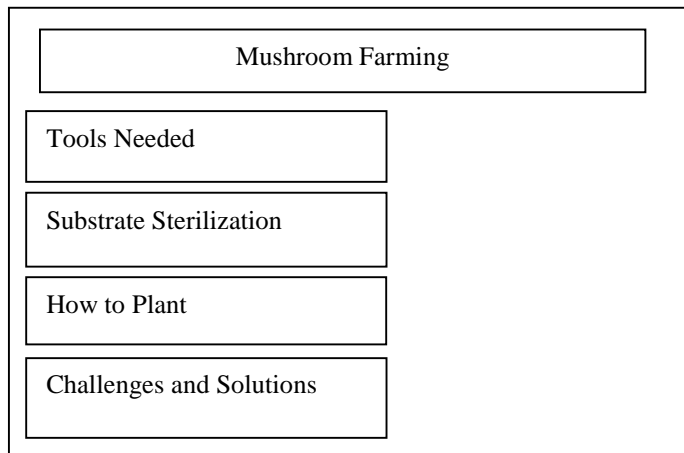 Mushroom Farming
Tools Needed
Substrate Sterilization
How to Plant
Challenges and Solutions